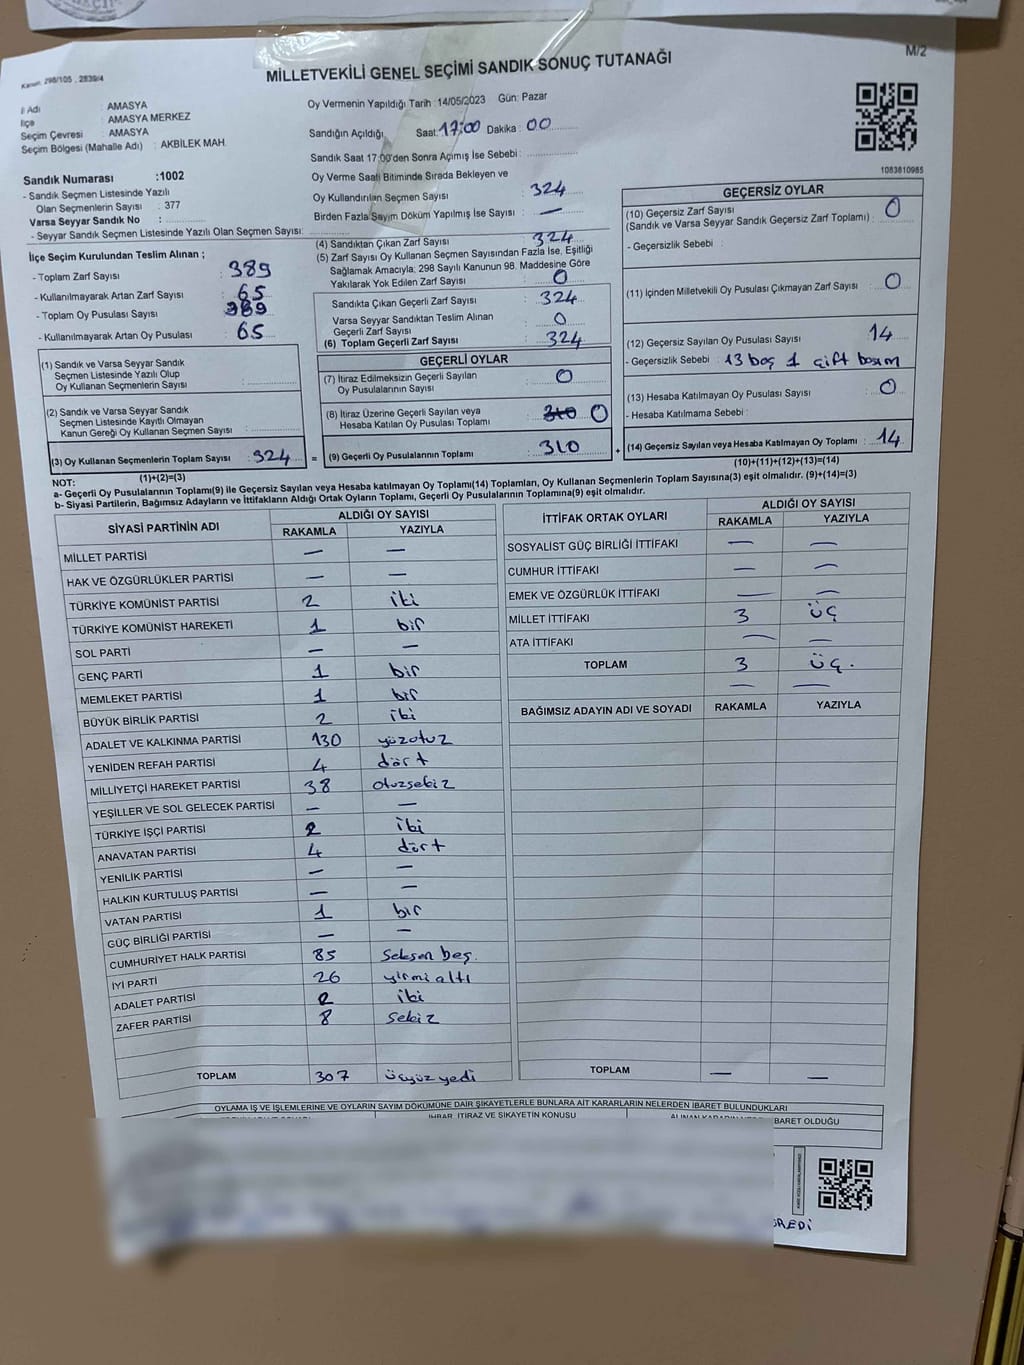 M/2
Kanun. 298/105 . 2839/4
MİLLETVEKİLİ GENEL SEÇİMİ SANDIK SONUÇ TUTANAĞI
İl Adı : AMASYA
İlçe : AMASYA MERKEZ
Seçim Çevresi : AMASYA
Seçim Bölgesi (Mahalle Adı) : AKBİLEK MAH.
Oy Vermenin Yapıldığı Tarih :14/05/2023 Gün: Pazar
Sandığın Açıldığı Saat:17:00 Dakika : 00
Sandık Saat 17:00'den Sonra Açımış İse Sebebi :
1083810985
Sandık Numarası :1002
- Sandık Seçmen Listesinde Yazılı
Olan Seçmenlerin Sayısı : 377
Varsa Seyyar Sandık No :
- Seyyar Sandık Seçmen Listesinde Yazılı Olan Seçmen Sayısı:
Oy Verme Saati Bitiminde Sırada Bekleyen ve
Oy Kullandırılan Seçmen Sayısı : 324
Birden Fazla Sayım Döküm Yapılmış İse Sayısı : —
İlçe Seçim Kurulundan Teslim Alınan ;
- Toplam Zarf Sayısı : 389
- Kullanılmayarak Artan Zarf Sayısı : 65
- Toplam Oy Pusulası Sayısı : 389
- Kullanılmayarak Artan Oy Pusulası : 65
(4) Sandıktan Çıkan Zarf Sayısı : 324
(5) Zarf Sayısı Oy Kullanan Seçmen Sayısından Fazla İse, Eşitliği
Sağlamak Amacıyla; 298 Sayılı Kanunun 98. Maddesine Göre
Yakılarak Yok Edilen Zarf Sayısı : 0
Sandıkta Çıkan Geçerli Zarf Sayısı : 324
Varsa Seyyar Sandıktan Teslim Alınan
Geçerli Zarf Sayısı : 0
(6) Toplam Geçerli Zarf Sayısı : 324
GEÇERSİZ OYLAR
(10) Geçersiz Zarf Sayısı : 0
(Sandık ve Varsa Seyyar Sandık Geçersiz Zarf Toplamı)
- Geçersizlik Sebebi :
(11) İçinden Milletvekili Oy Pusulası Çıkmayan Zarf Sayısı : 0
(12) Geçersiz Sayılan Oy Pusulası Sayısı : 14
- Geçersizlik Sebebi : 13 boş 1 çift basım
(13) Hesaba Katılmayan Oy Pusulası Sayısı : 0
- Hesaba Katılmama Sebebi :
(14) Geçersiz Sayılan veya Hesaba Katılmayan Oy Toplamı : 14
(10)+(11)+(12)+(13)=(14)
(1) Sandık ve Varsa Seyyar Sandık
Seçmen Listesinde Yazılı Olup
Oy Kullanan Seçmenlerin Sayısı :
(2) Sandık ve Varsa Seyyar Sandık
Seçmen Listesinde Kayıtlı Olmayan
Kanun Gereği Oy Kullanan Seçmen Sayısı :
(3) Oy Kullanan Seçmenlerin Toplam Sayısı : 324 =
(1)+(2)=(3)
GEÇERLİ OYLAR
(7) İtiraz Edilmeksizin Geçerli Sayılan
Oy Pusulalarının Sayısı : 0
(8) İtiraz Üzerine Geçerli Sayılan veya
Hesaba Katılan Oy Pusulası Toplamı : 310 0
(9) Geçerli Oy Pusulalarının Toplamı : 310 +
NOT:
a- Geçerli Oy Pusulalarının Toplamı(9) ile Geçersiz Sayılan veya Hesaba katılmayan Oy Toplamı(14) Toplamları, Oy Kullanan Seçmenlerin Toplam Sayısına(3) eşit olmalıdır. (9)+(14)=(3)
b- Siyasi Partilerin, Bağımsız Adayların ve İttifakların Aldığı Ortak Oyların Toplamı, Geçerli Oy Pusulalarının Toplamına(9) eşit olmalıdır.
SİYASİ PARTİNİN ADI ALDIĞI OY SAYISI
RAKAMLA YAZIYLA
MİLLET PARTİSİ — —
HAK VE ÖZGÜRLÜKLER PARTİSİ — —
TÜRKİYE KOMÜNİST PARTİSİ 2 iki
TÜRKİYE KOMÜNİST HAREKETİ 1 bir
SOL PARTİ — —
GENÇ PARTİ 1 bir
MEMLEKET PARTİSİ 1 bir
BÜYÜK BİRLİK PARTİSİ 2 iki
ADALET VE KALKINMA PARTİSİ 130 yüzotuz
YENİDEN REFAH PARTİSİ 4 dört
MİLLİYETÇİ HAREKET PARTİSİ 38 otuzsekiz
YEŞİLLER VE SOL GELECEK PARTİSİ — —
TÜRKİYE İŞÇİ PARTİSİ 2 iki
ANAVATAN PARTİSİ 4 dört
YENİLİK PARTİSİ — —
HALKIN KURTULUŞ PARTİSİ — —
VATAN PARTİSİ 1 bir
GÜÇ BİRLİĞİ PARTİSİ — —
CUMHURİYET HALK PARTİSİ 85 seksen beş.
İYİ PARTİ 26 yirmi altı
ADALET PARTİSİ 2 iki
ZAFER PARTİSİ 8 sekiz
TOPLAM 307 üçyüz yedi
İTTİFAK ORTAK OYLARI ALDIĞI OY SAYISI
RAKAMLA YAZIYLA
SOSYALİST GÜÇ BİRLİĞİ İTTİFAKI — —
CUMHUR İTTİFAKI — —
EMEK VE ÖZGÜRLÜK İTTİFAKI — —
MİLLET İTTİFAKI 3 üç
ATA İTTİFAKI — —
TOPLAM 3 üç.
— —
BAĞIMSIZ ADAYIN ADI VE SOYADI RAKAMLA YAZIYLA
TOPLAM — —
OYLAMA İŞ VE İŞLEMLERİNE VE OYLARIN SAYIM DÖKÜMÜNE DAİR ŞİKAYETLERLE BUNLARA AİT KARARLARIN NELERDEN İBARET BULUNDUKLARI
İHBAR, İTİRAZ VE ŞİKAYETİN KONUSU
BARET OLDUĞU